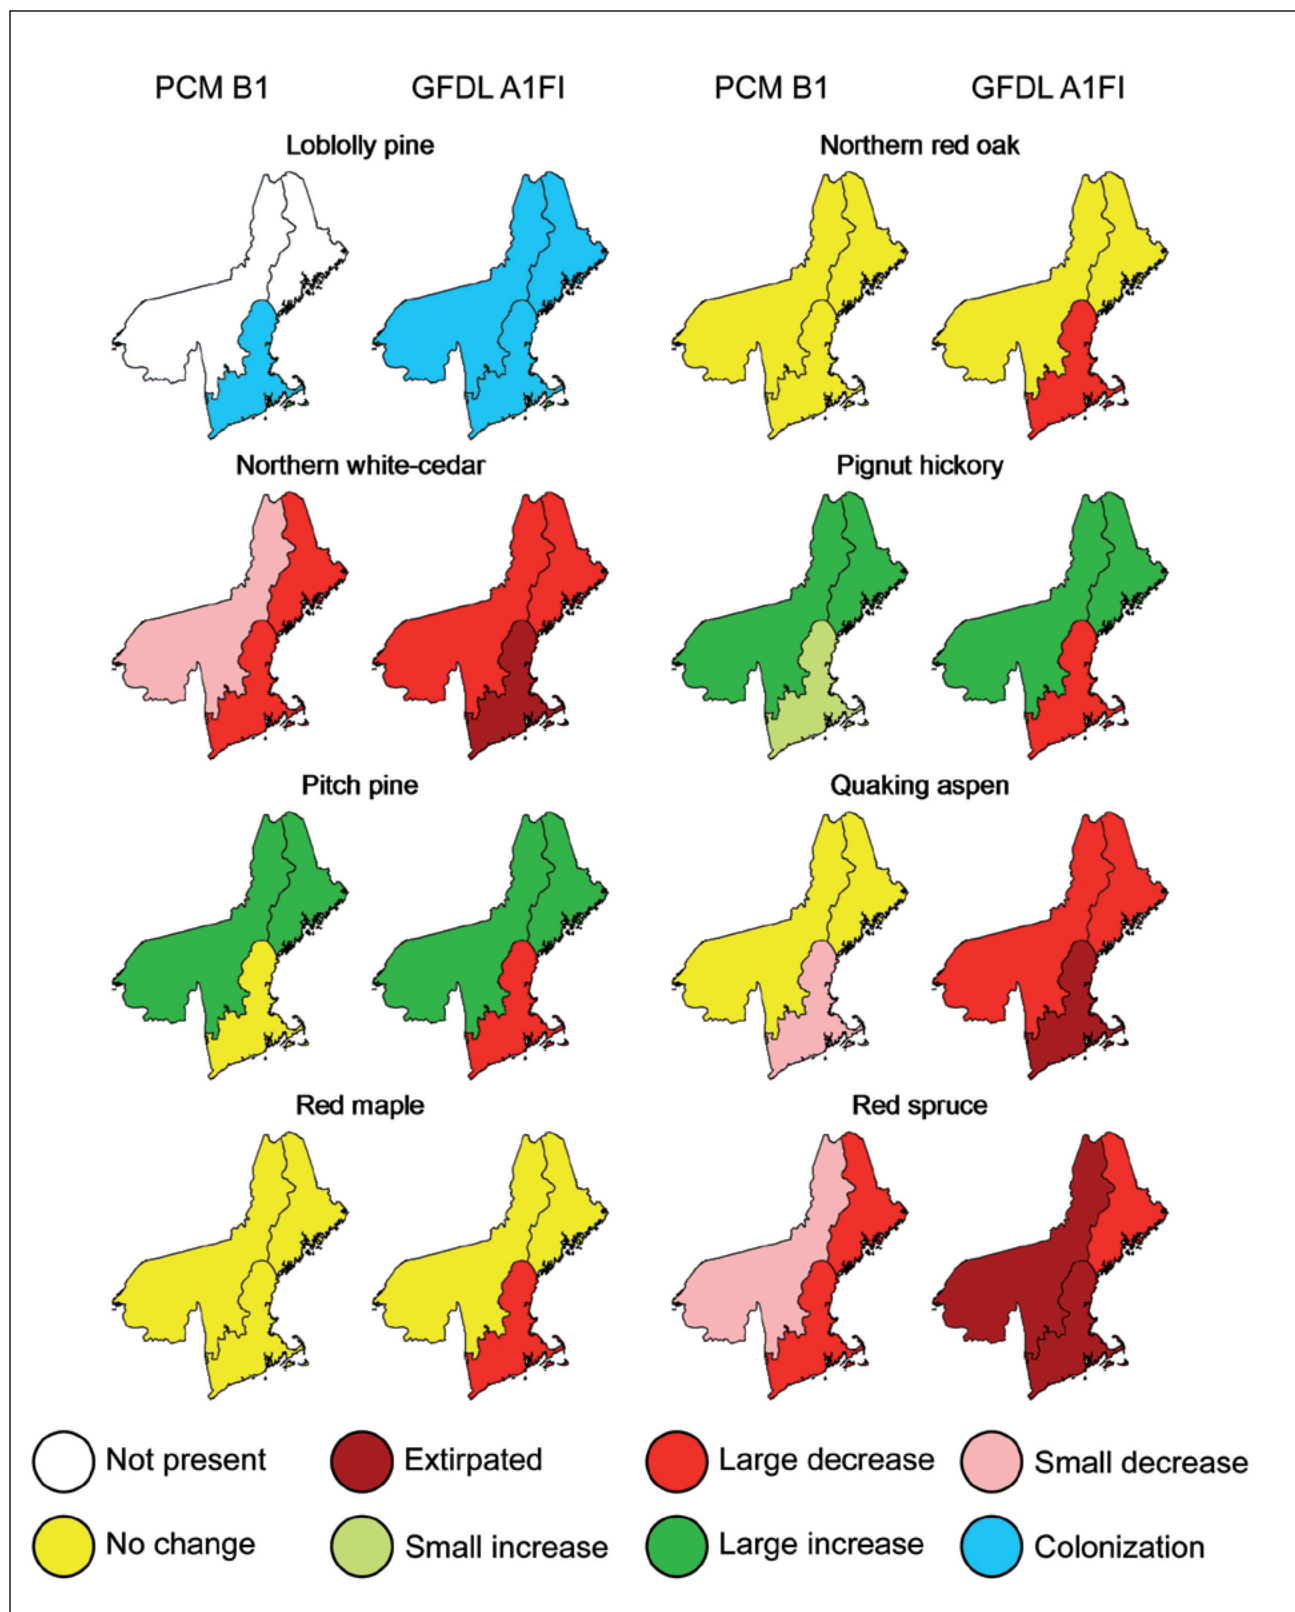 PCM B1 GFDL A1FI PCM B1 GFDL A1FI
Loblolly pine Northern red oak
Northern white-cedar Pignut hickory
Pitch pine Quaking aspen
Red maple Red spruce
Not present Extirpated Large decrease Small decrease
No change Small increase Large increase Colonization